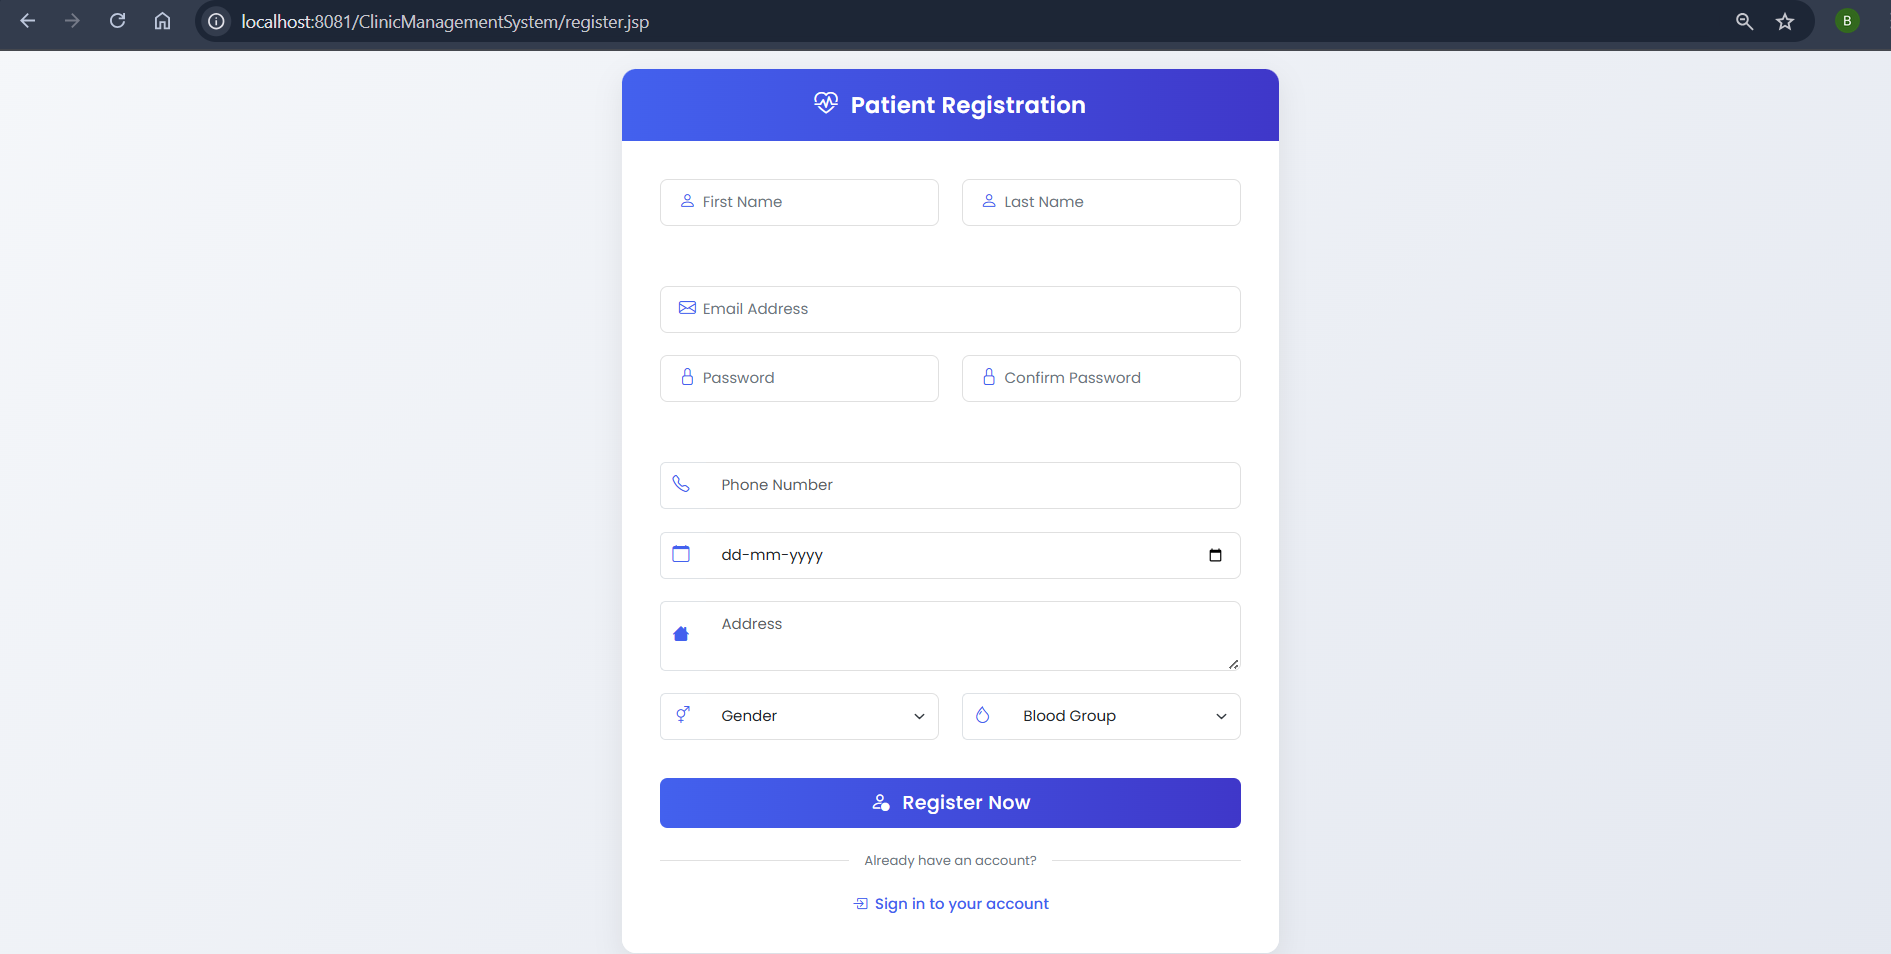 localhost:8081/ClinicManagementSystem/register.jsp
B
Patient Registration
First Name Last Name
Email Address
Password Confirm Password
Phone Number
dd-mm-yyyy
Address
Gender Blood Group
Register Now
Already have an account?
Sign in to your account